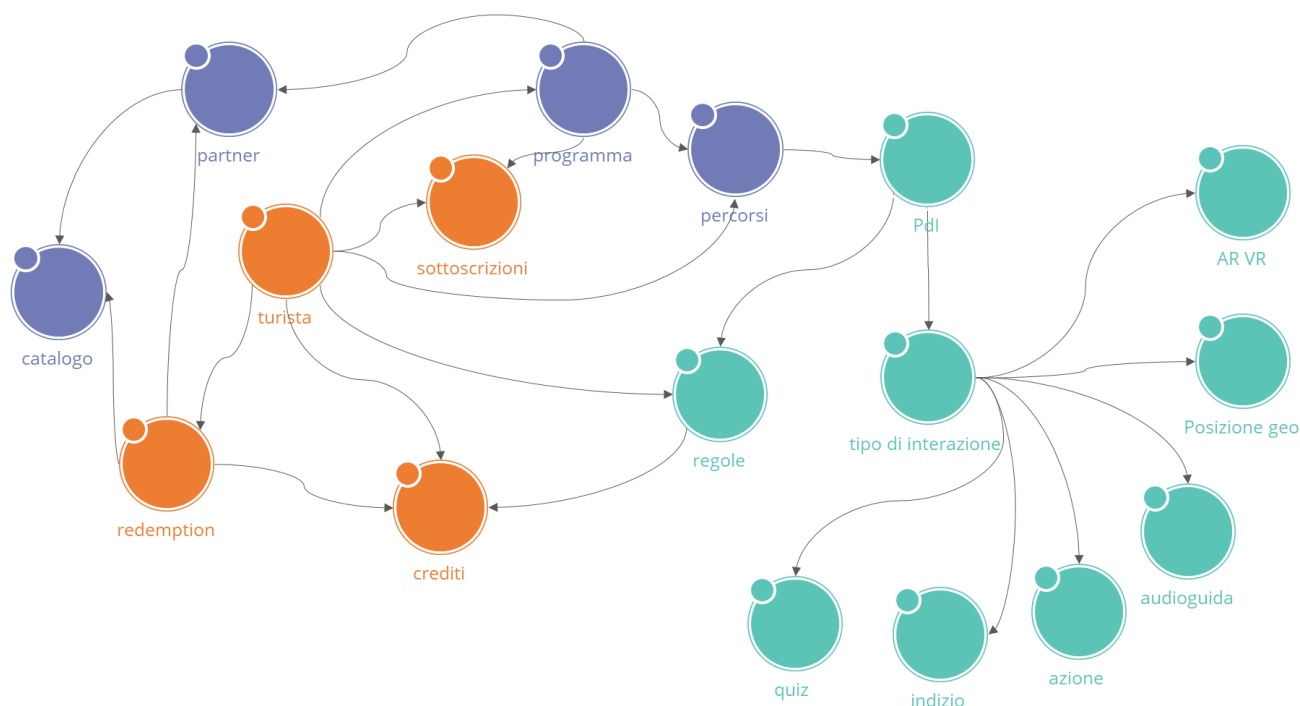 partner
programma
percorsi
PdI
AR VR
sottoscrizioni
turista
catalogo
Posizione geo
regole
tipo di interazione
redemption
crediti
audioguida
quiz
indizio
azione